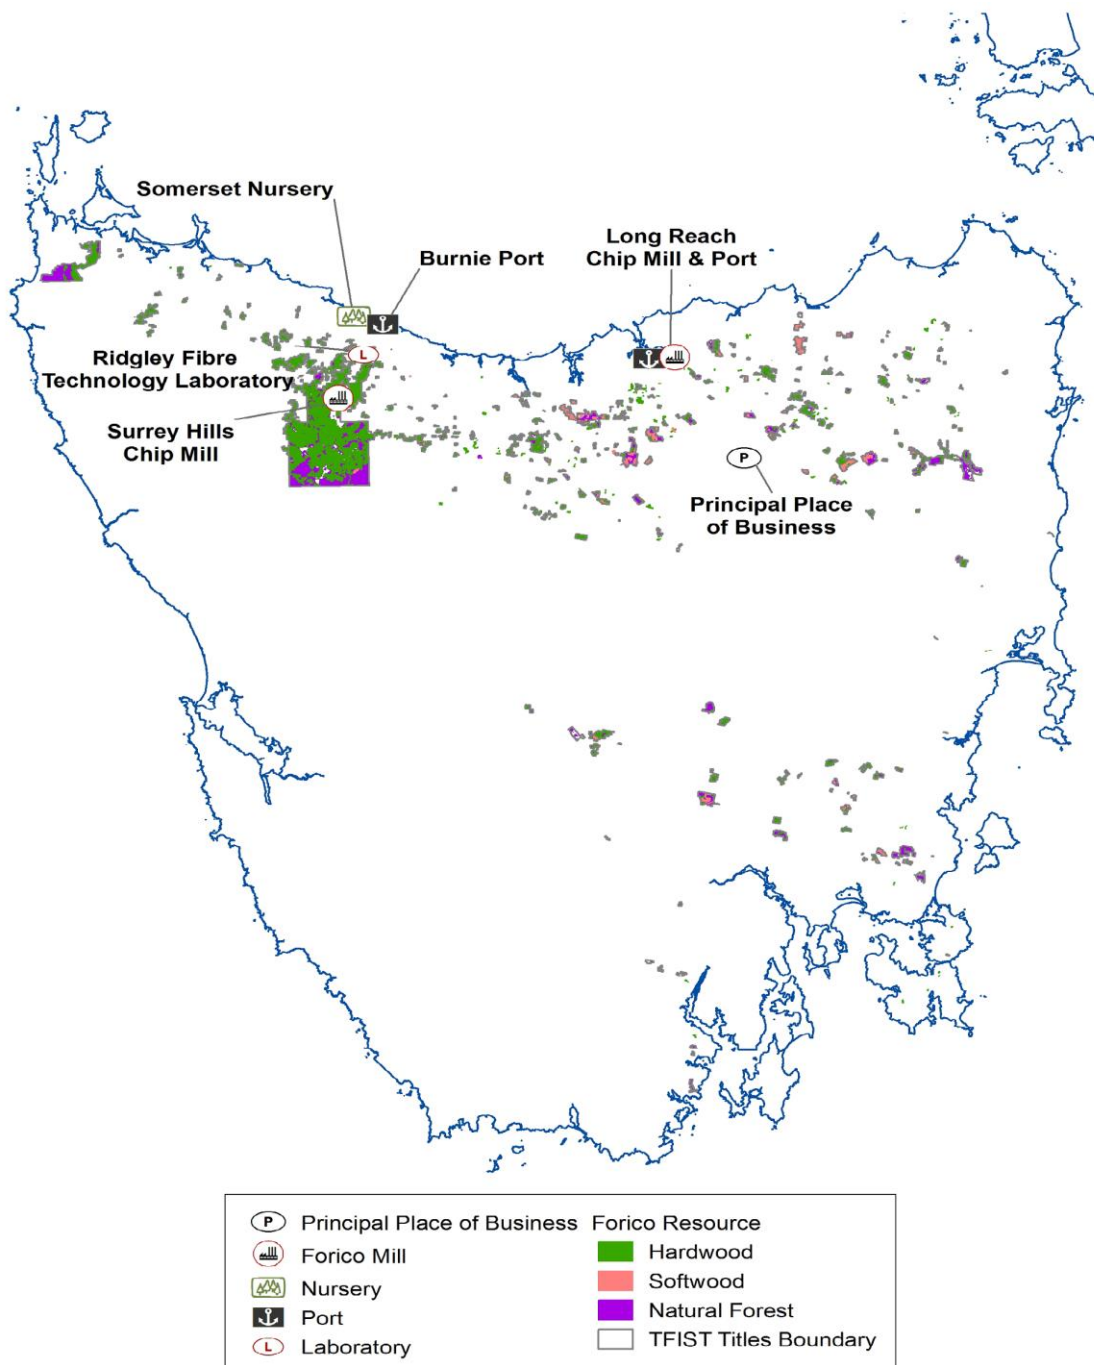 Somerset Nursery
Burnie Port
Long Reach
Chip Mill & Port
L
Ridgley Fibre
Technology Laboratory
Surrey Hills
Chip Mill
P
Principal Place
of Business
P Principal Place of Business
Forico Mill
Nursery
Port
L Laboratory
Forico Resource
Hardwood
Softwood
Natural Forest
TFIST Titles Boundary